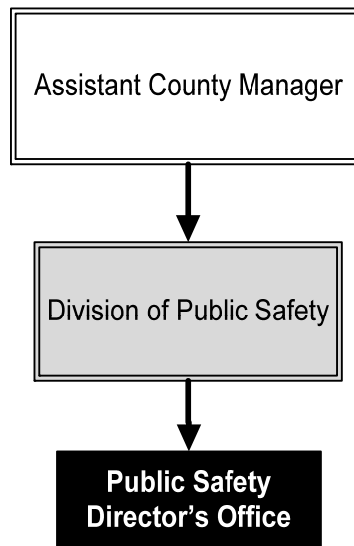 Assistant County Manager
Division of Public Safety
Public Safety
Director's Office